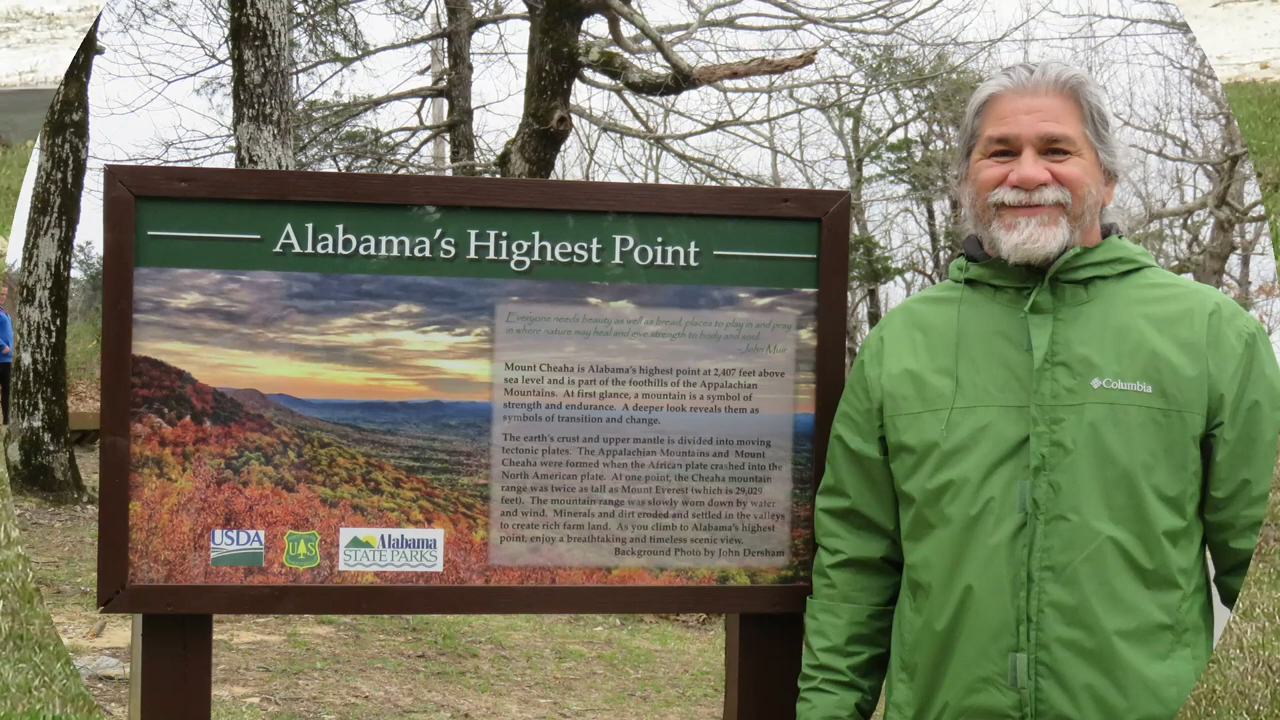 Alabama's Highest Point
Everyone needs beauty as well as bread, places to play in and pray
in where nature may heal and give strength to body and soul.
-John Muir
Mount Cheaha is Alabama's highest point at 2,407 feet above
sea level and is part of the foothills of the Appalachian
Mountains. At first glance, a mountain is a symbol of
strength and endurance. A deeper look reveals them as
symbols of transition and change.
The earth's crust and upper mantle is divided into moving
tectonic plates. The Appalachian Mountains and Mount
Cheaha were formed when the African plate crashed into the
North American plate. At one point, the Cheaha mountain
range was twice as tall as Mount Everest (which is 29,029
feet). The mountain range was slowly worn down by water
and wind. Minerals and dirt eroded and settled in the valleys
to create rich farm land. As you climb to Alabama's highest
point, enjoy a breathtaking and timeless scenic view.
Background Photo by John Dersham
USDA
UAS
Alabama
STATE PARKS
Columbia